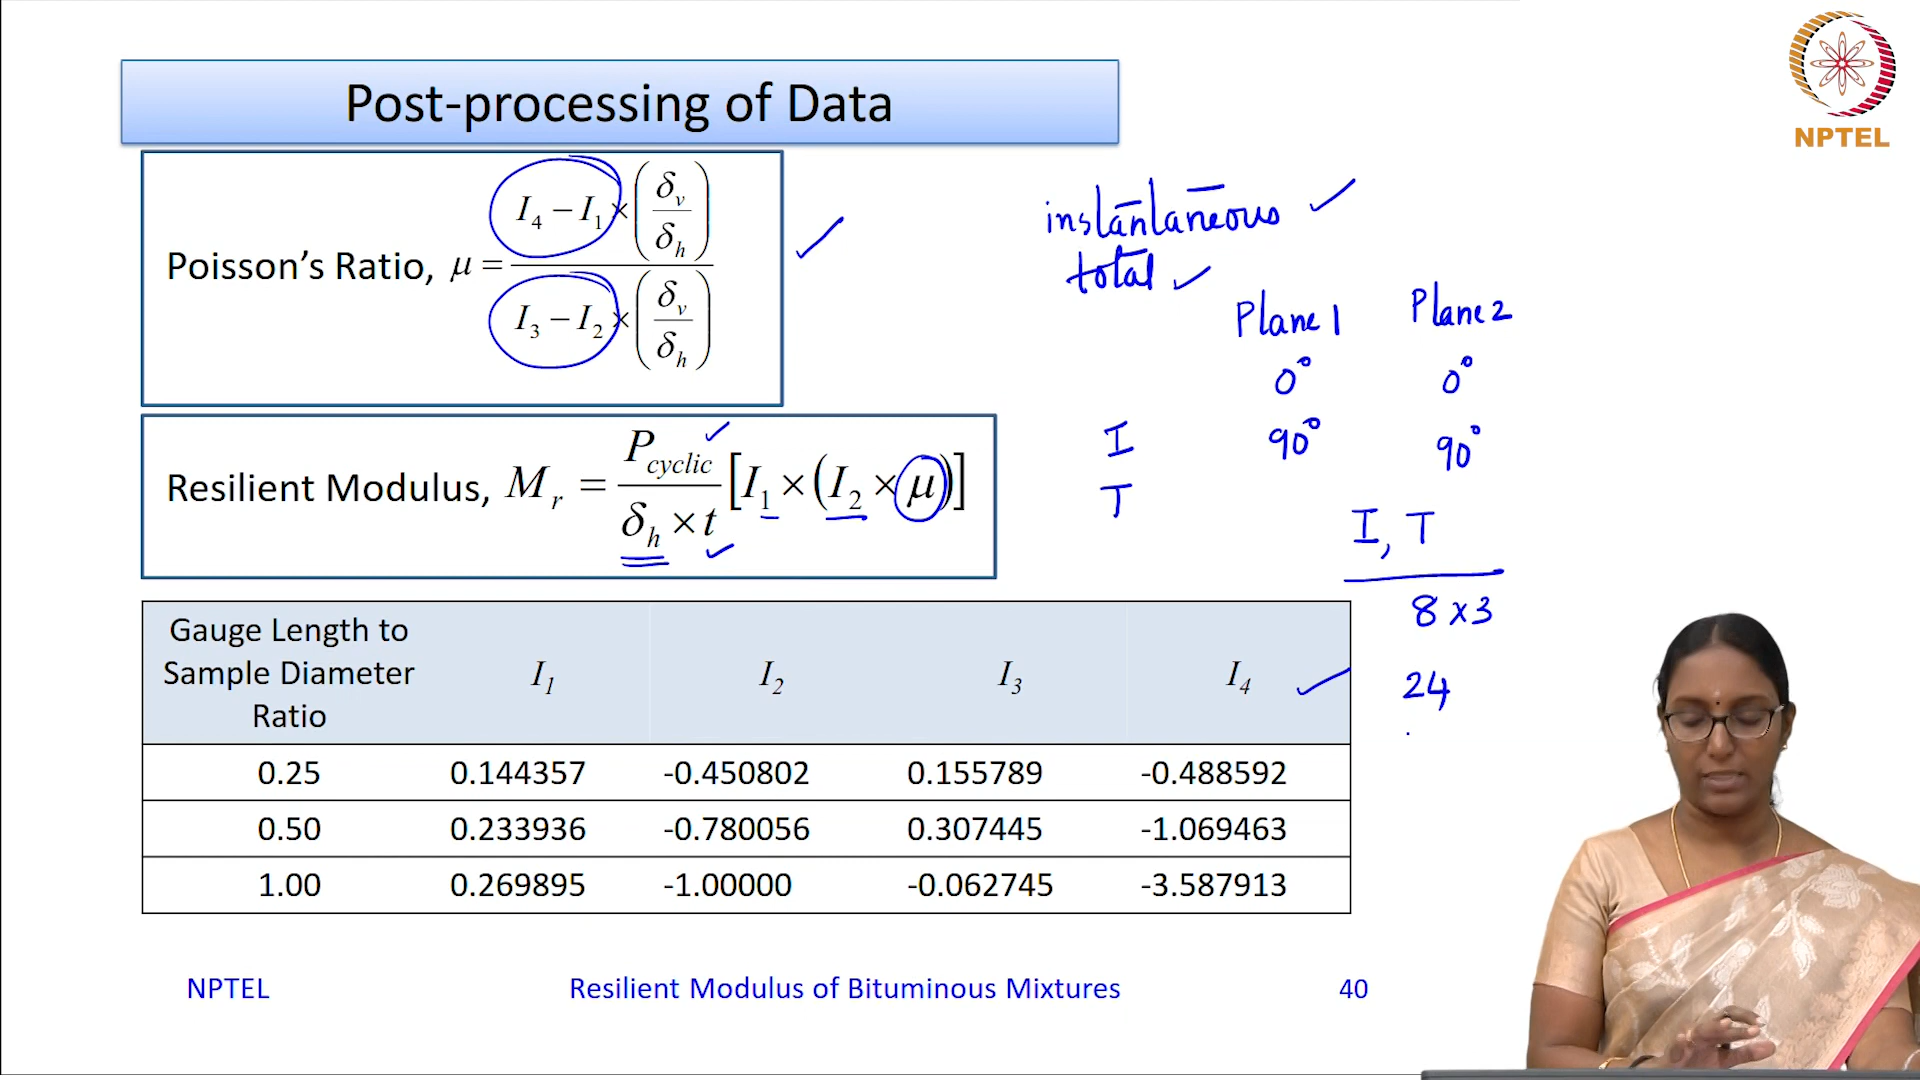 Post-processing of Data
NPTEL
Poisson's Ratio, μ = I4 − I1 × (δv / δh) / I3 − I2 × (δv / δh)
instantaneous
total
Plane 1 Plane 2
0° 0°
I 90° 90°
T
I, T
8 x 3
24
Resilient Modulus, Mr = Pcyclic / δh × t [I1 × (I2 × μ)]
Gauge Length to Sample Diameter Ratio I1 I2 I3 I4
0.25 0.144357 -0.450802 0.155789 -0.488592
0.50 0.233936 -0.780056 0.307445 -1.069463
1.00 0.269895 -1.00000 -0.062745 -3.587913
NPTEL Resilient Modulus of Bituminous Mixtures 40